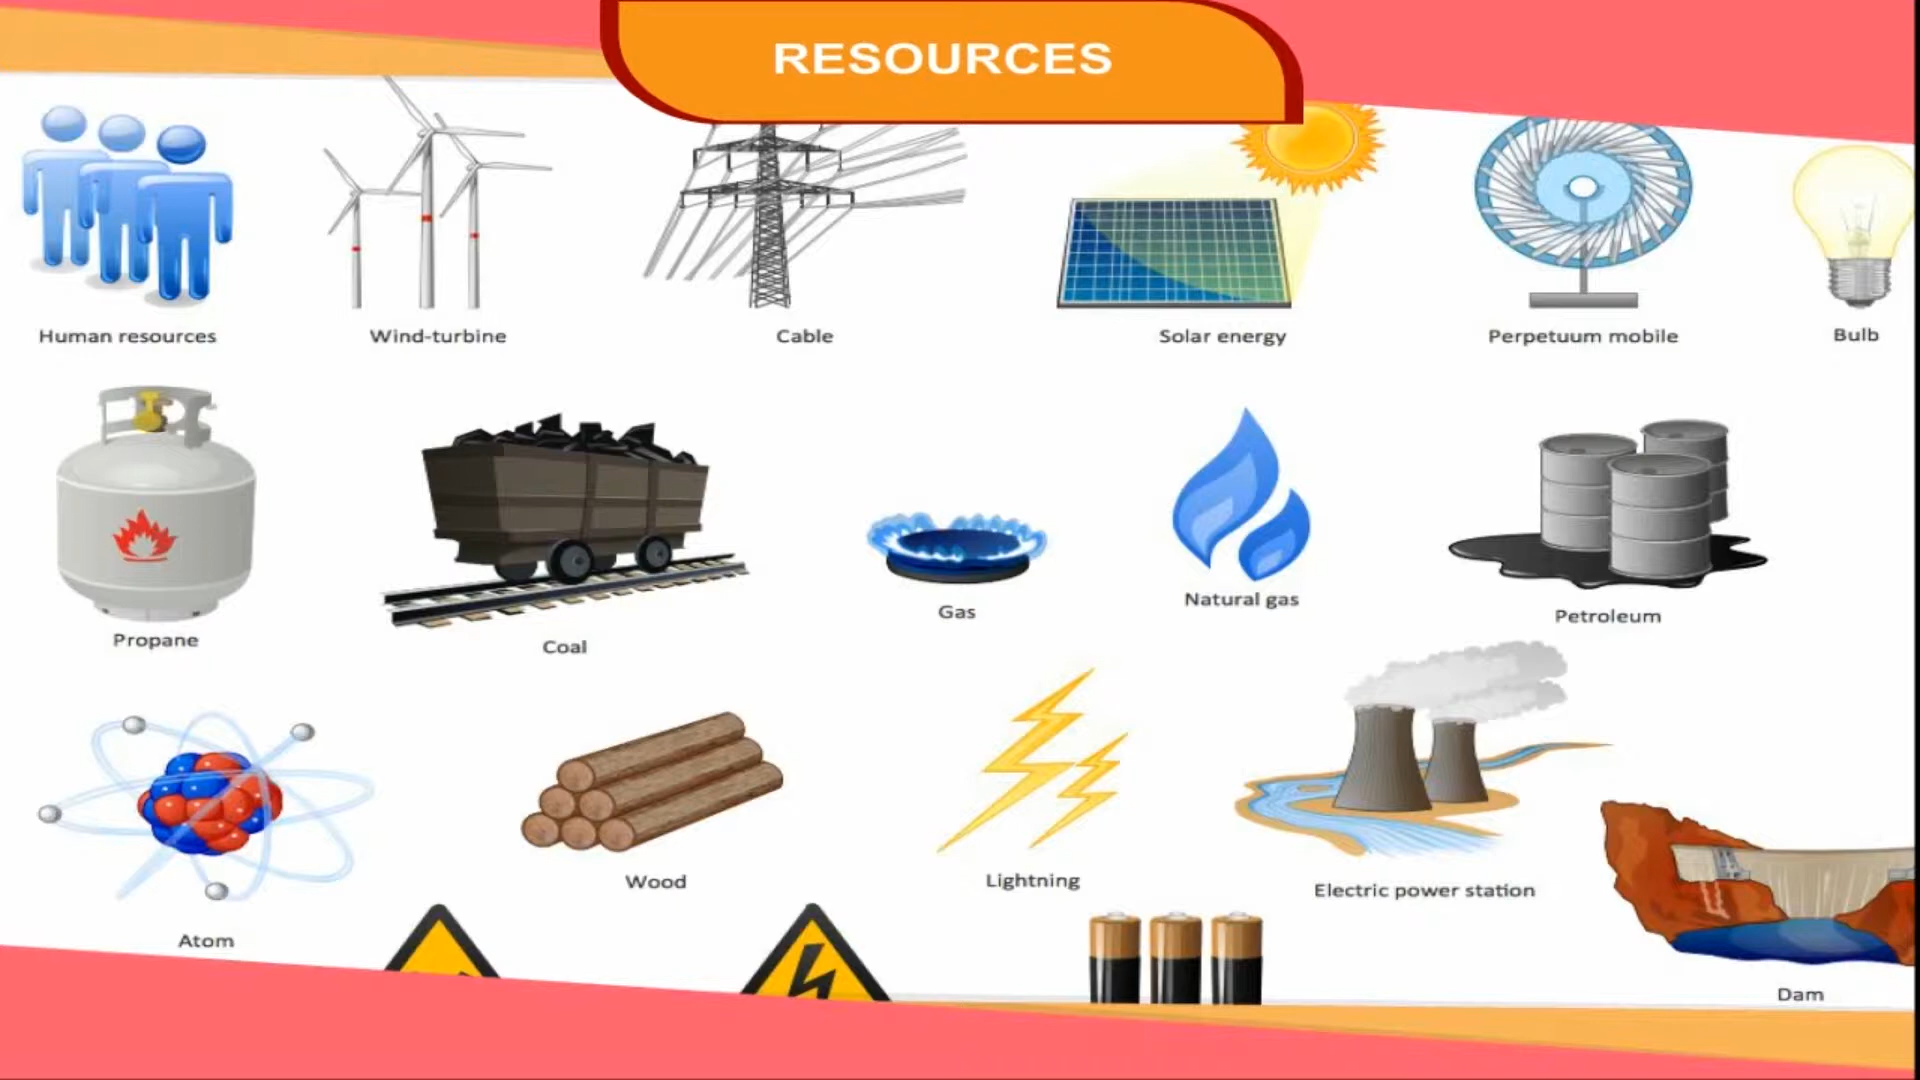 RESOURCES
Human resources
Wind-turbine
Cable
Solar energy
Perpetuum mobile
Bulb
Propane
Coal
Gas
Natural gas
Petroleum
Atom
Wood
Lightning
Electric power station
Dam